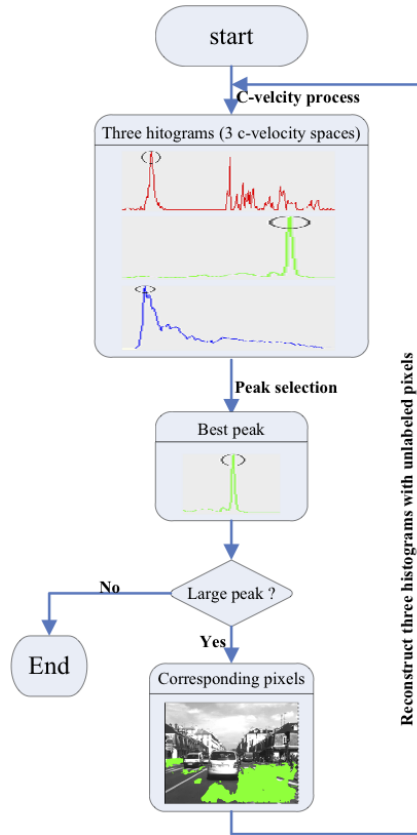 start
C-velcity process
Three hitograms (3 c-velocity spaces)
Peak selection
Best peak
Large peak ?
No
Yes
End
Corresponding pixels
Reconstruct three histograms with unlabeled pixels